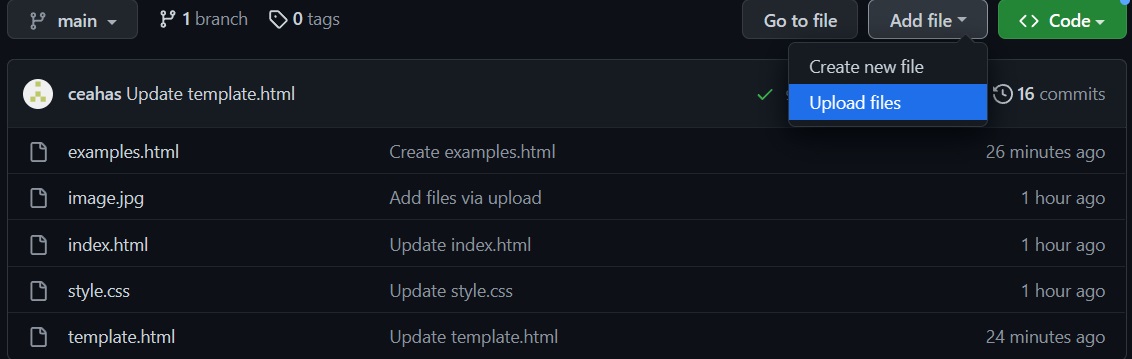 main 1 branch 0 tags Go to file Add file <> Code
Create new file
Upload files
ceahas Update template.html 16 commits
examples.html Create examples.html 26 minutes ago
image.jpg Add files via upload 1 hour ago
index.html Update index.html 1 hour ago
style.css Update style.css 1 hour ago
template.html Update template.html 24 minutes ago